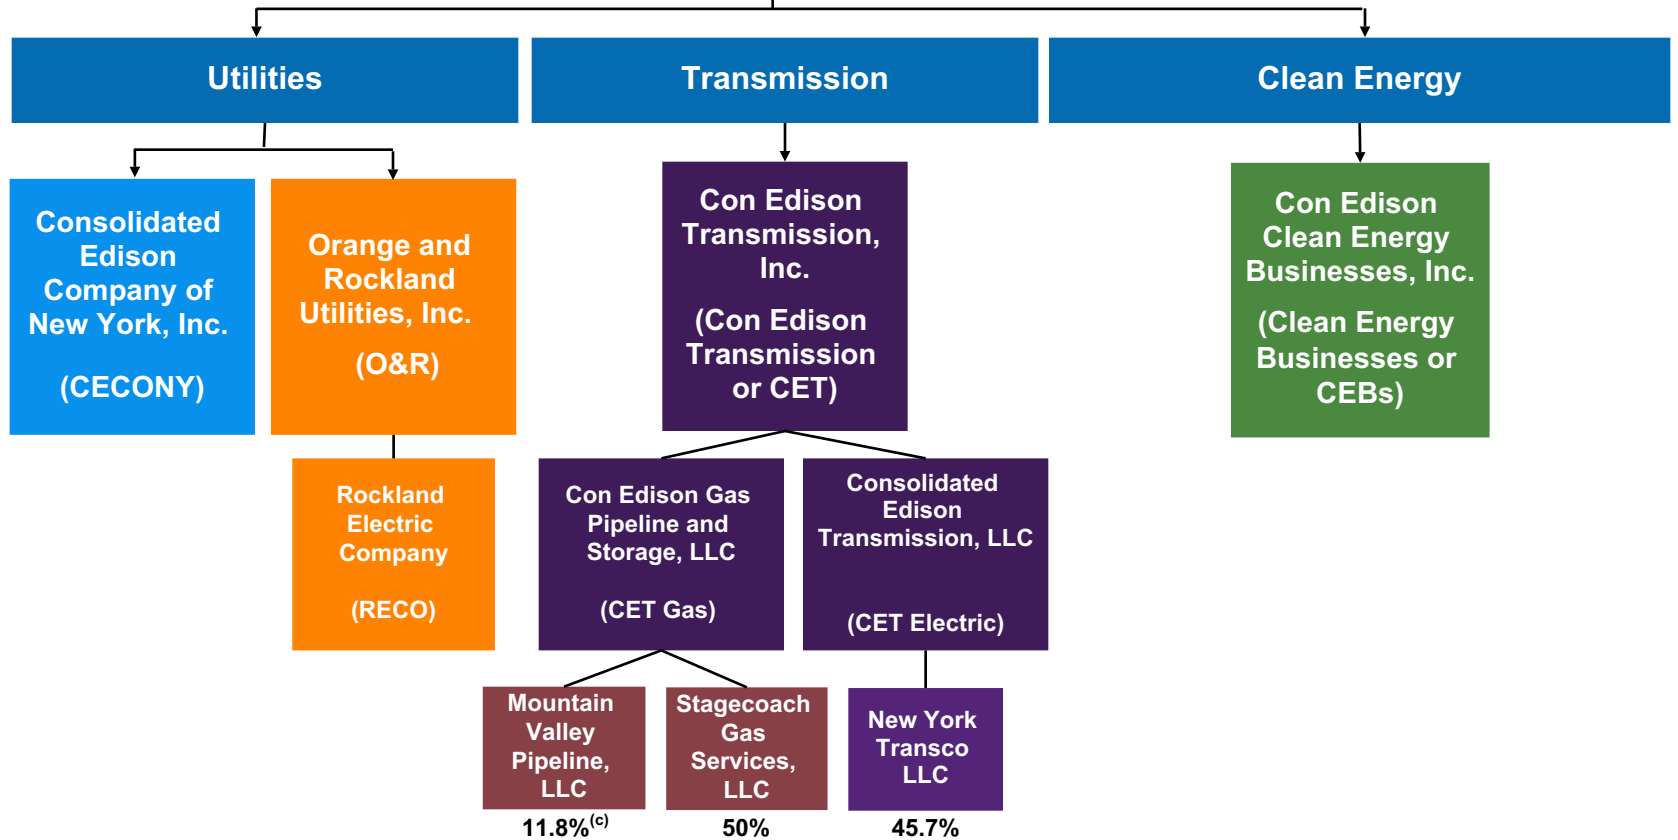 Utilities
Transmission
Clean Energy
Consolidated
Edison
Company of
New York, Inc.
(CECONY)
Orange and
Rockland
Utilities, Inc.
(O&R)
Con Edison
Transmission,
Inc.
(Con Edison
Transmission
or CET)
Con Edison
Clean Energy
Businesses, Inc.
(Clean Energy
Businesses or
CEBs)
Rockland
Electric
Company
(RECO)
Con Edison Gas
Pipeline and
Storage, LLC
(CET Gas)
Consolidated
Edison
Transmission, LLC
(CET Electric)
Mountain
Valley
Pipeline,
LLC
11.8%(c)
Stagecoach
Gas
Services,
LLC
50%
New York
Transco
LLC
45.7%